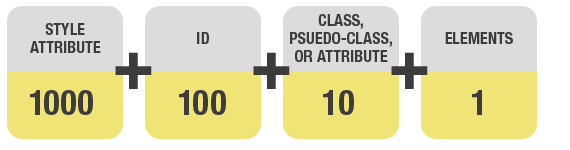 STYLE
ATTRIBUTE
1000
+
ID
100
+
CLASS,
PSUEDO-CLASS,
OR ATTRIBUTE
10
+
ELEMENTS
1